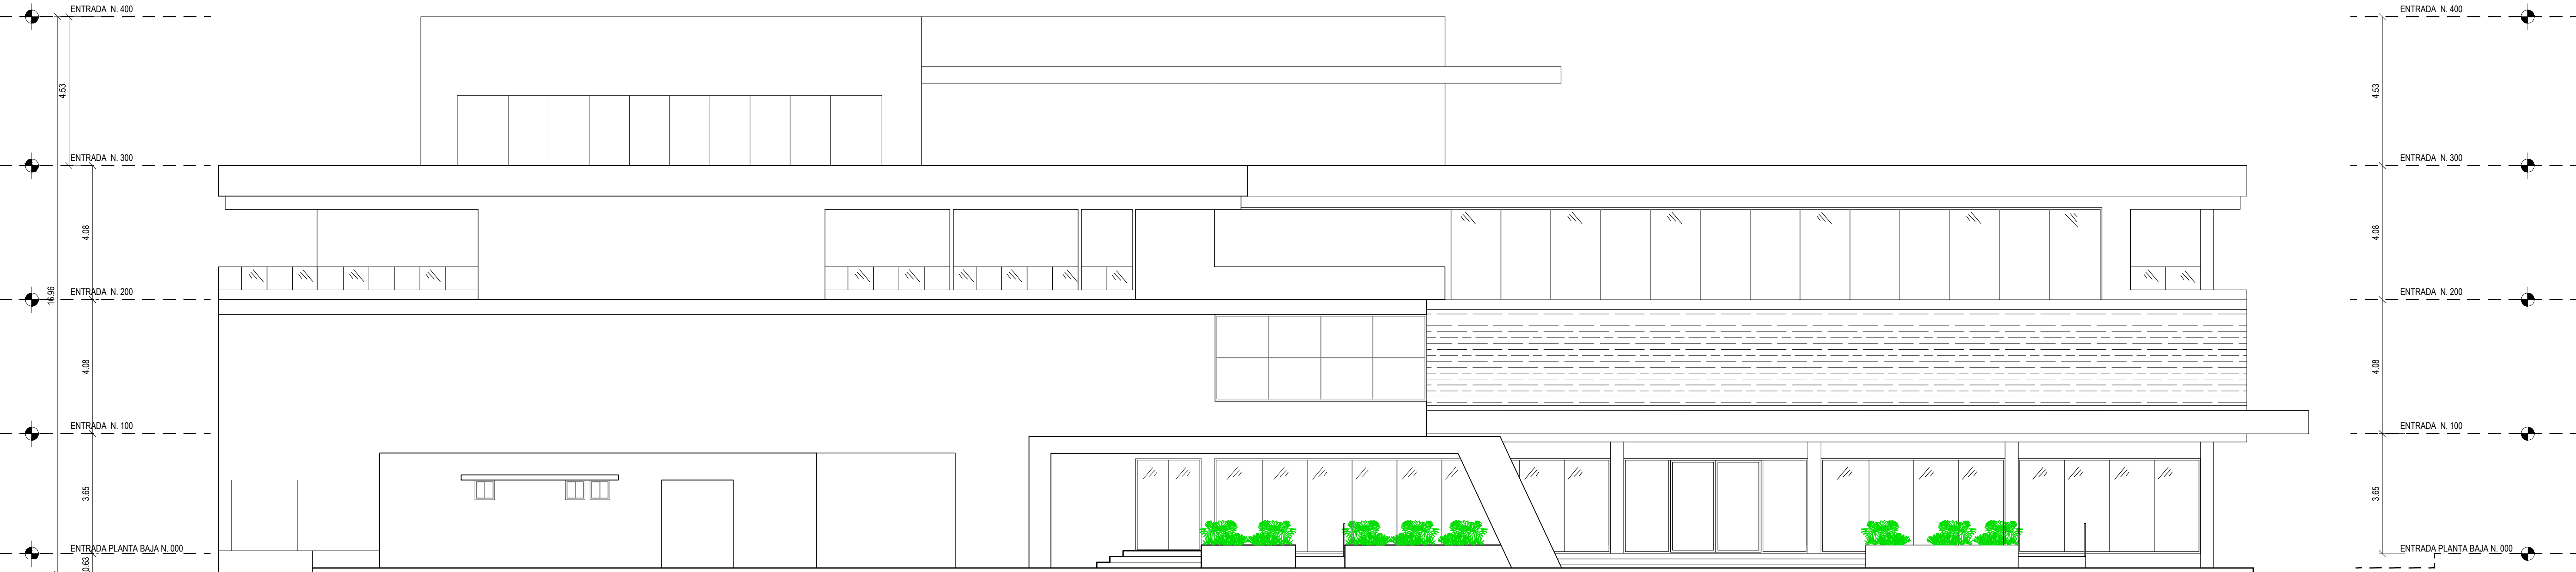 ENTRADA N. 400
ENTRADA N. 400
4.53
4.53
ENTRADA N. 300
ENTRADA N. 300
4.08
4.08
ENTRADA N. 200
ENTRADA N. 200
16.96
4.08
4.08
ENTRADA N. 100
ENTRADA N. 100
3.65
3.65
ENTRADA PLANTA BAJA N. 000
ENTRADA PLANTA BAJA N. 000
0.63